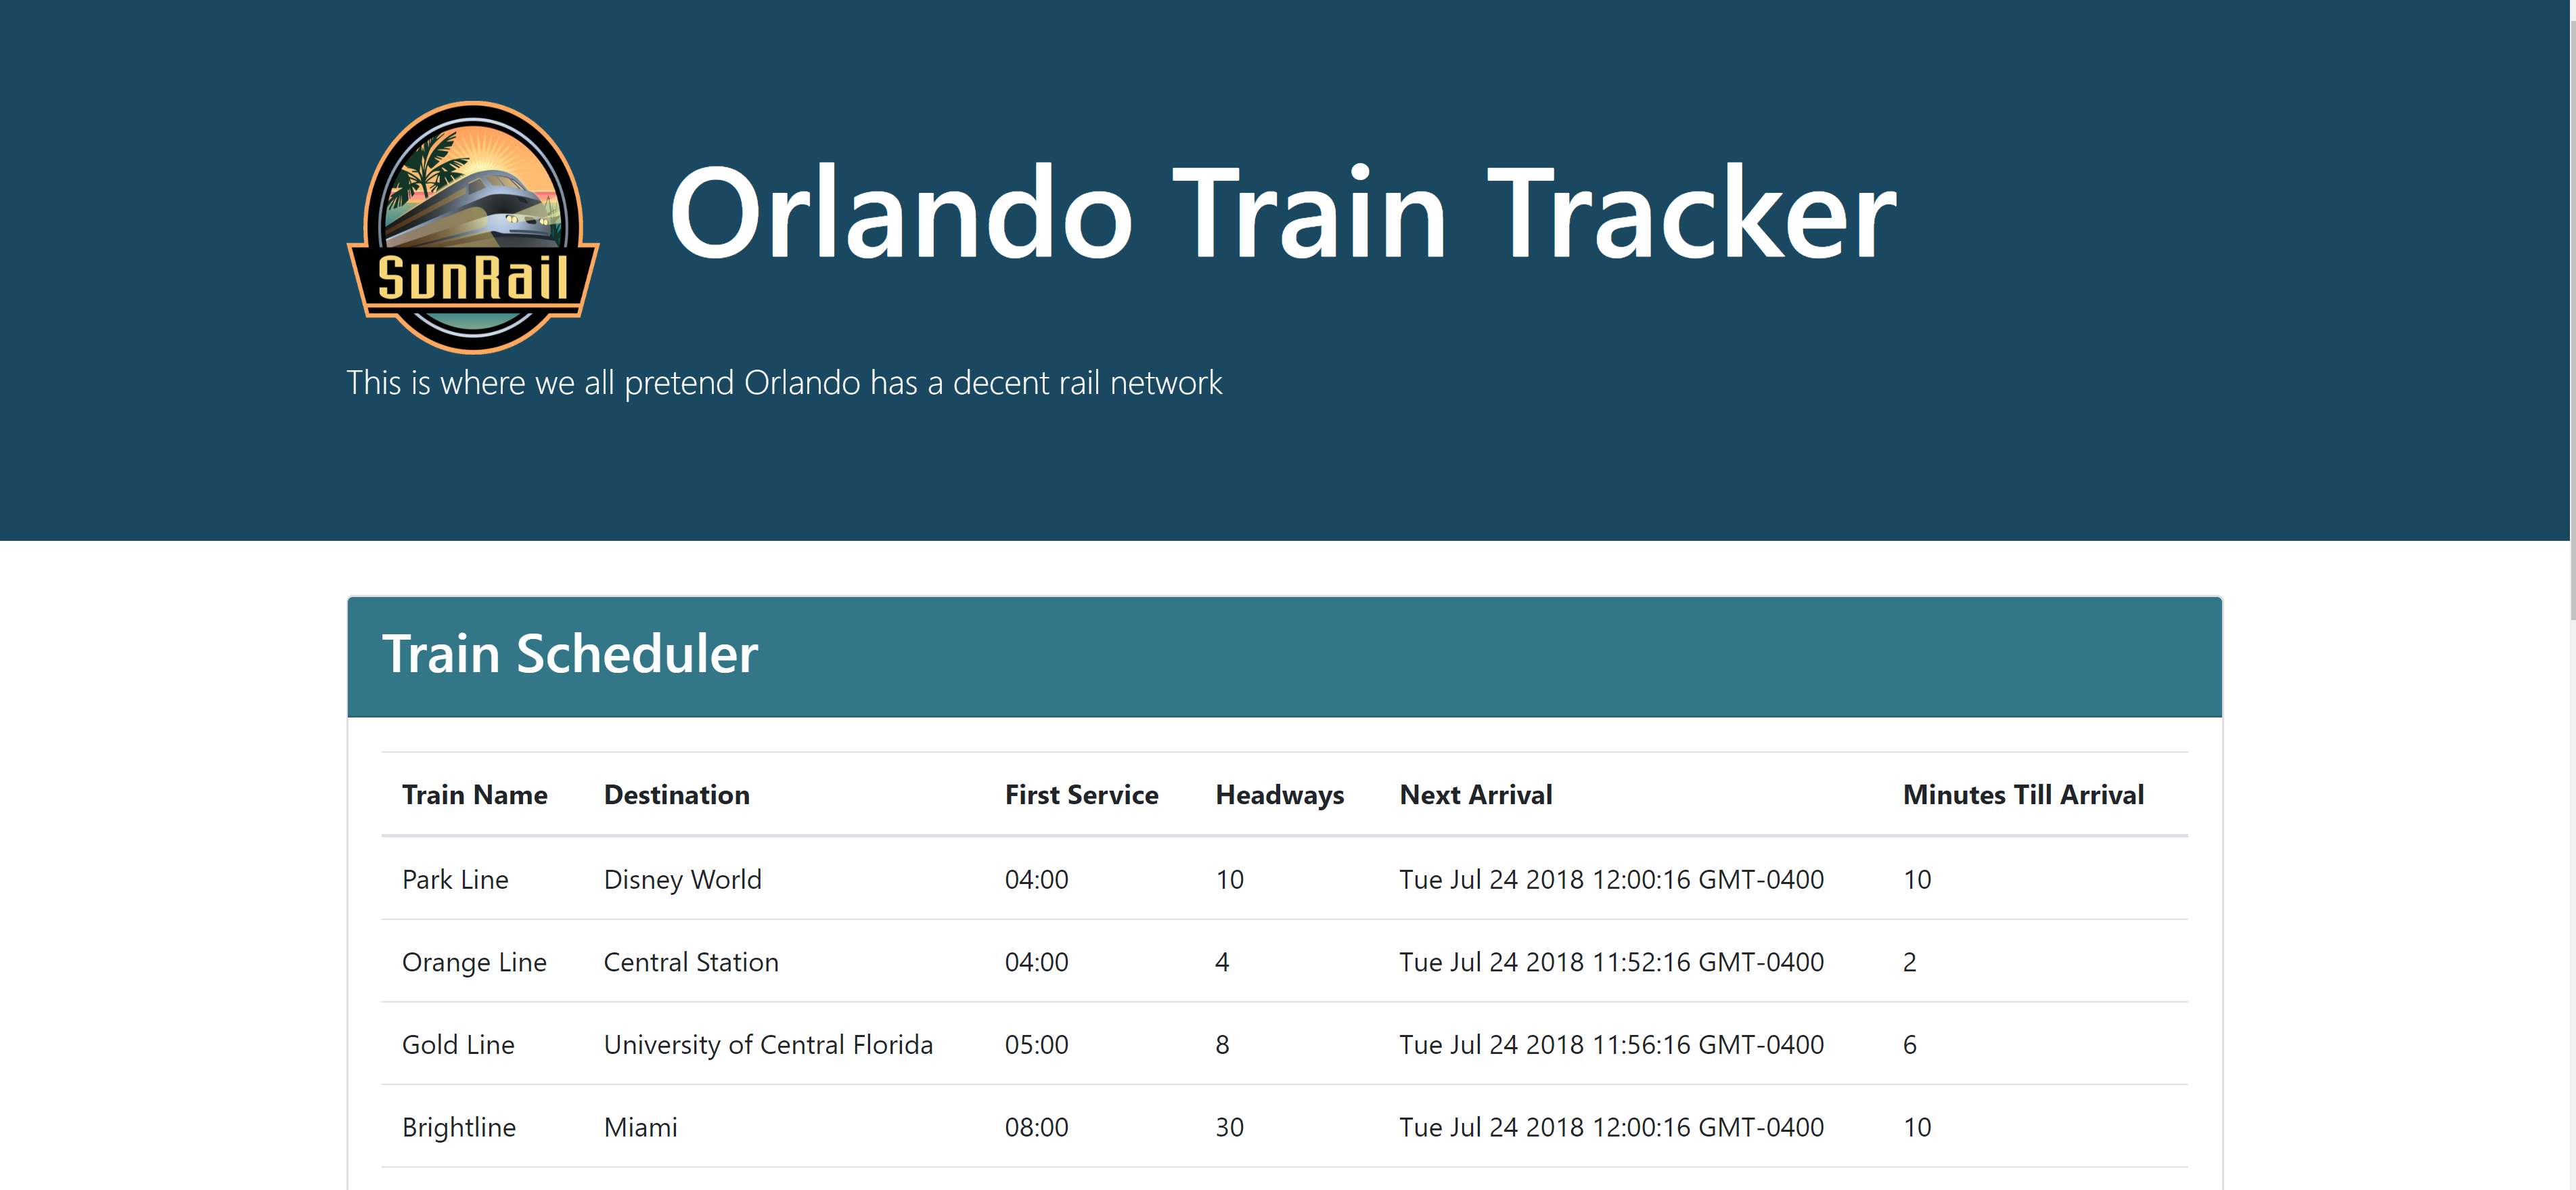 SunRail
Orlando Train Tracker
This is where we all pretend Orlando has a decent rail network
Train Scheduler
Train Name Destination First Service Headways Next Arrival Minutes Till Arrival
Park Line Disney World 04:00 10 Tue Jul 24 2018 12:00:16 GMT-0400 10
Orange Line Central Station 04:00 4 Tue Jul 24 2018 11:52:16 GMT-0400 2
Gold Line University of Central Florida 05:00 8 Tue Jul 24 2018 11:56:16 GMT-0400 6
Brightline Miami 08:00 30 Tue Jul 24 2018 12:00:16 GMT-0400 10